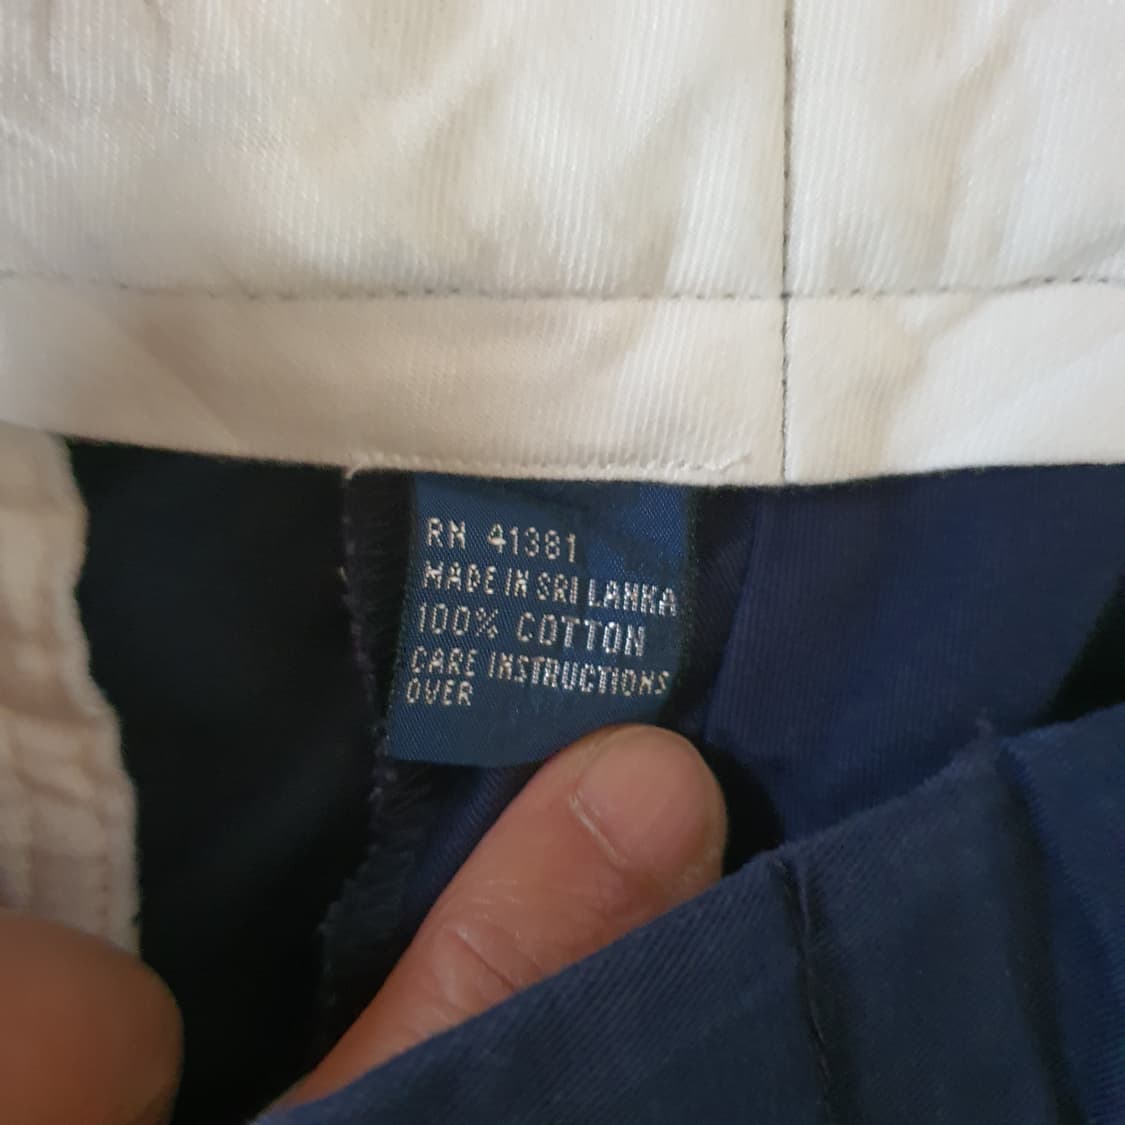 RN 41381
MADE IN SRI LANKA
100% COTTON
CARE INSTRUCTIONS
OVER